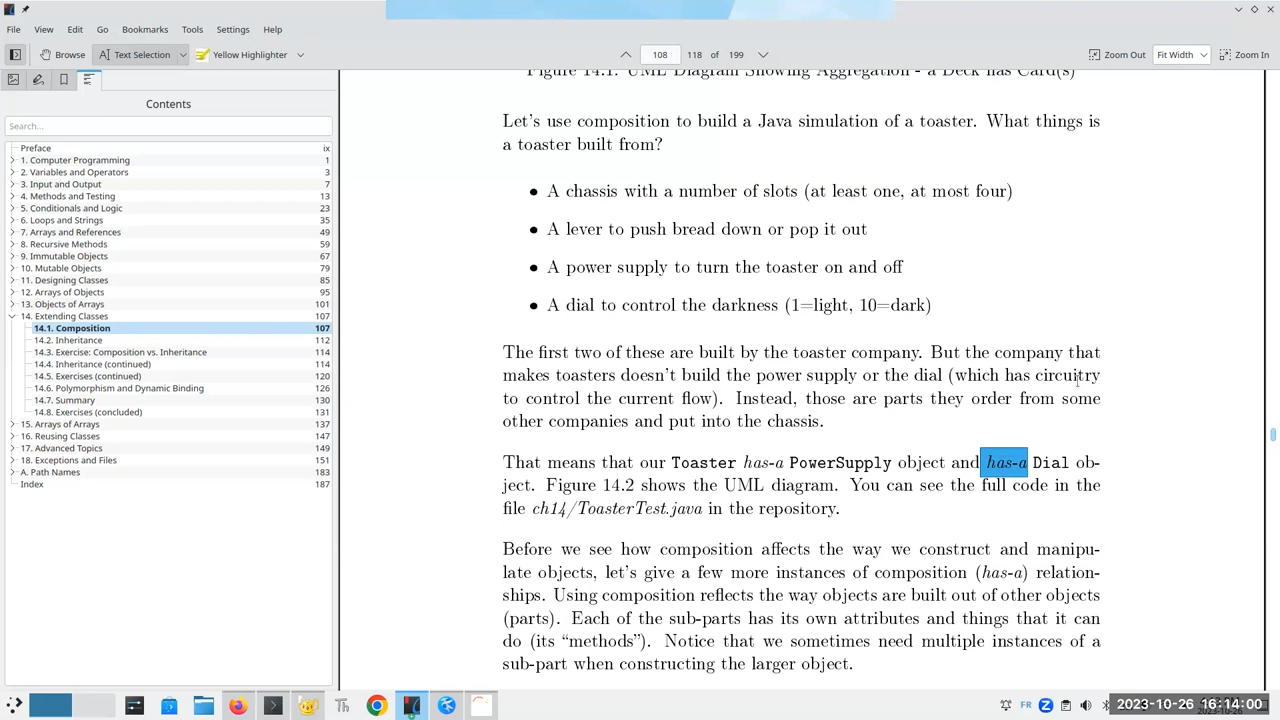 File View Edit Go Bookmarks Tools Settings Help
Browse Text Selection Yellow Highlighter 108 118 of 199 Zoom Out Fit Width Zoom In
Contents
Search...
Preface ix
1. Computer Programming 1
2. Variables and Operators 3
3. Input and Output 7
4. Methods and Testing 13
5. Conditionals and Logic 23
6. Loops and Strings 35
7. Arrays and References 49
8. Recursive Methods 59
9. Immutable Objects 67
10. Mutable Objects 79
11. Designing Classes 85
12. Arrays of Objects 95
13. Objects of Arrays 101
14. Extending Classes 107
14.1. Composition 107
14.2. Inheritance 112
14.3. Exercise: Composition vs. Inheritance 114
14.4. Inheritance (continued) 114
14.5. Exercises (continued) 120
14.6. Polymorphism and Dynamic Binding 126
14.7. Summary 130
14.8. Exercises (concluded) 131
15. Arrays of Arrays 137
16. Reusing Classes 147
17. Advanced Topics 149
18. Exceptions and Files 161
A. Path Names 183
Index 187
Figure 14.1: UML Diagram Showing Aggregation - a Deck has Card(s)
Let's use composition to build a Java simulation of a toaster. What things is
a toaster built from?
• A chassis with a number of slots (at least one, at most four)
• A lever to push bread down or pop it out
• A power supply to turn the toaster on and off
• A dial to control the darkness (1=light, 10=dark)
The first two of these are built by the toaster company. But the company that
makes toasters doesn't build the power supply or the dial (which has circuitry
to control the current flow). Instead, those are parts they order from some
other companies and put into the chassis.
That means that our Toaster has-a PowerSupply object and has-a Dial ob-
ject. Figure 14.2 shows the UML diagram. You can see the full code in the
file ch14/ToasterTest.java in the repository.
Before we see how composition affects the way we construct and manipu-
late objects, let's give a few more instances of composition (has-a) relation-
ships. Using composition reflects the way objects are built out of other objects
(parts). Each of the sub-parts has its own attributes and things that it can
do (its “methods”). Notice that we sometimes need multiple instances of a
sub-part when constructing the larger object.
Th FR 2023-10-26 16:14:00